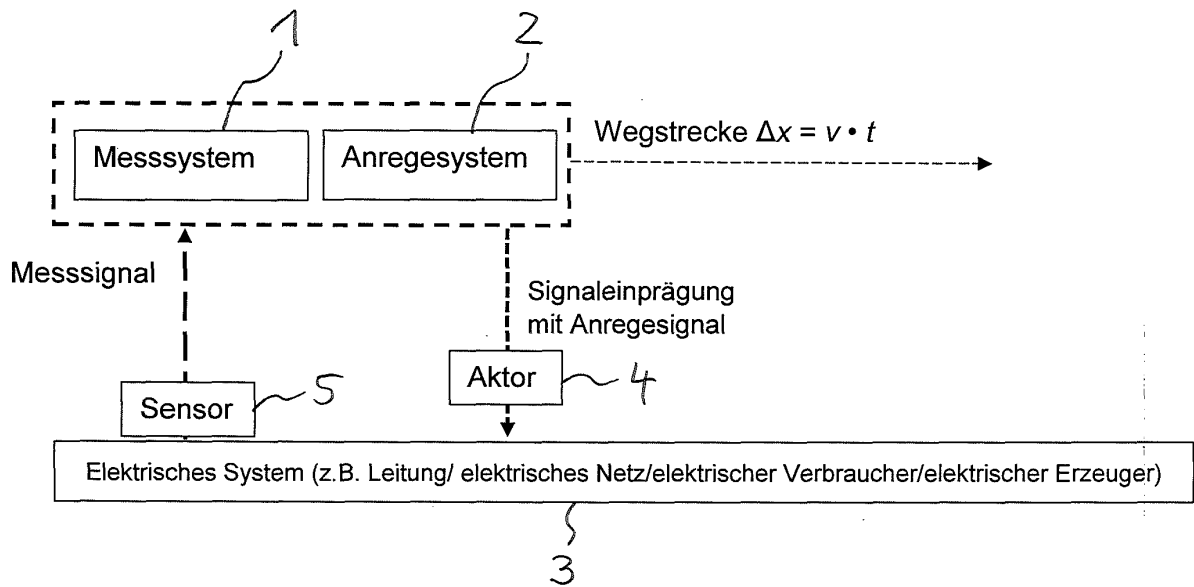 1
2
Messsystem
Anregesystem
Wegstrecke Δx = v • t
Messsignal
Signaleinprägung
mit Anregesignal
Aktor
4
Sensor
5
Elektrisches System (z.B. Leitung/ elektrisches Netz/elektrischer Verbraucher/elektrischer Erzeuger)
3